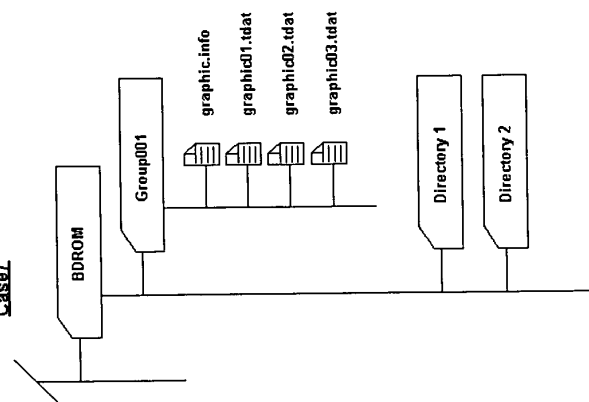 Case7
BDROM
Group001
graphic.info
graphic01.tdat
graphic02.tdat
graphic03.tdat
Directory 1
Directory 2